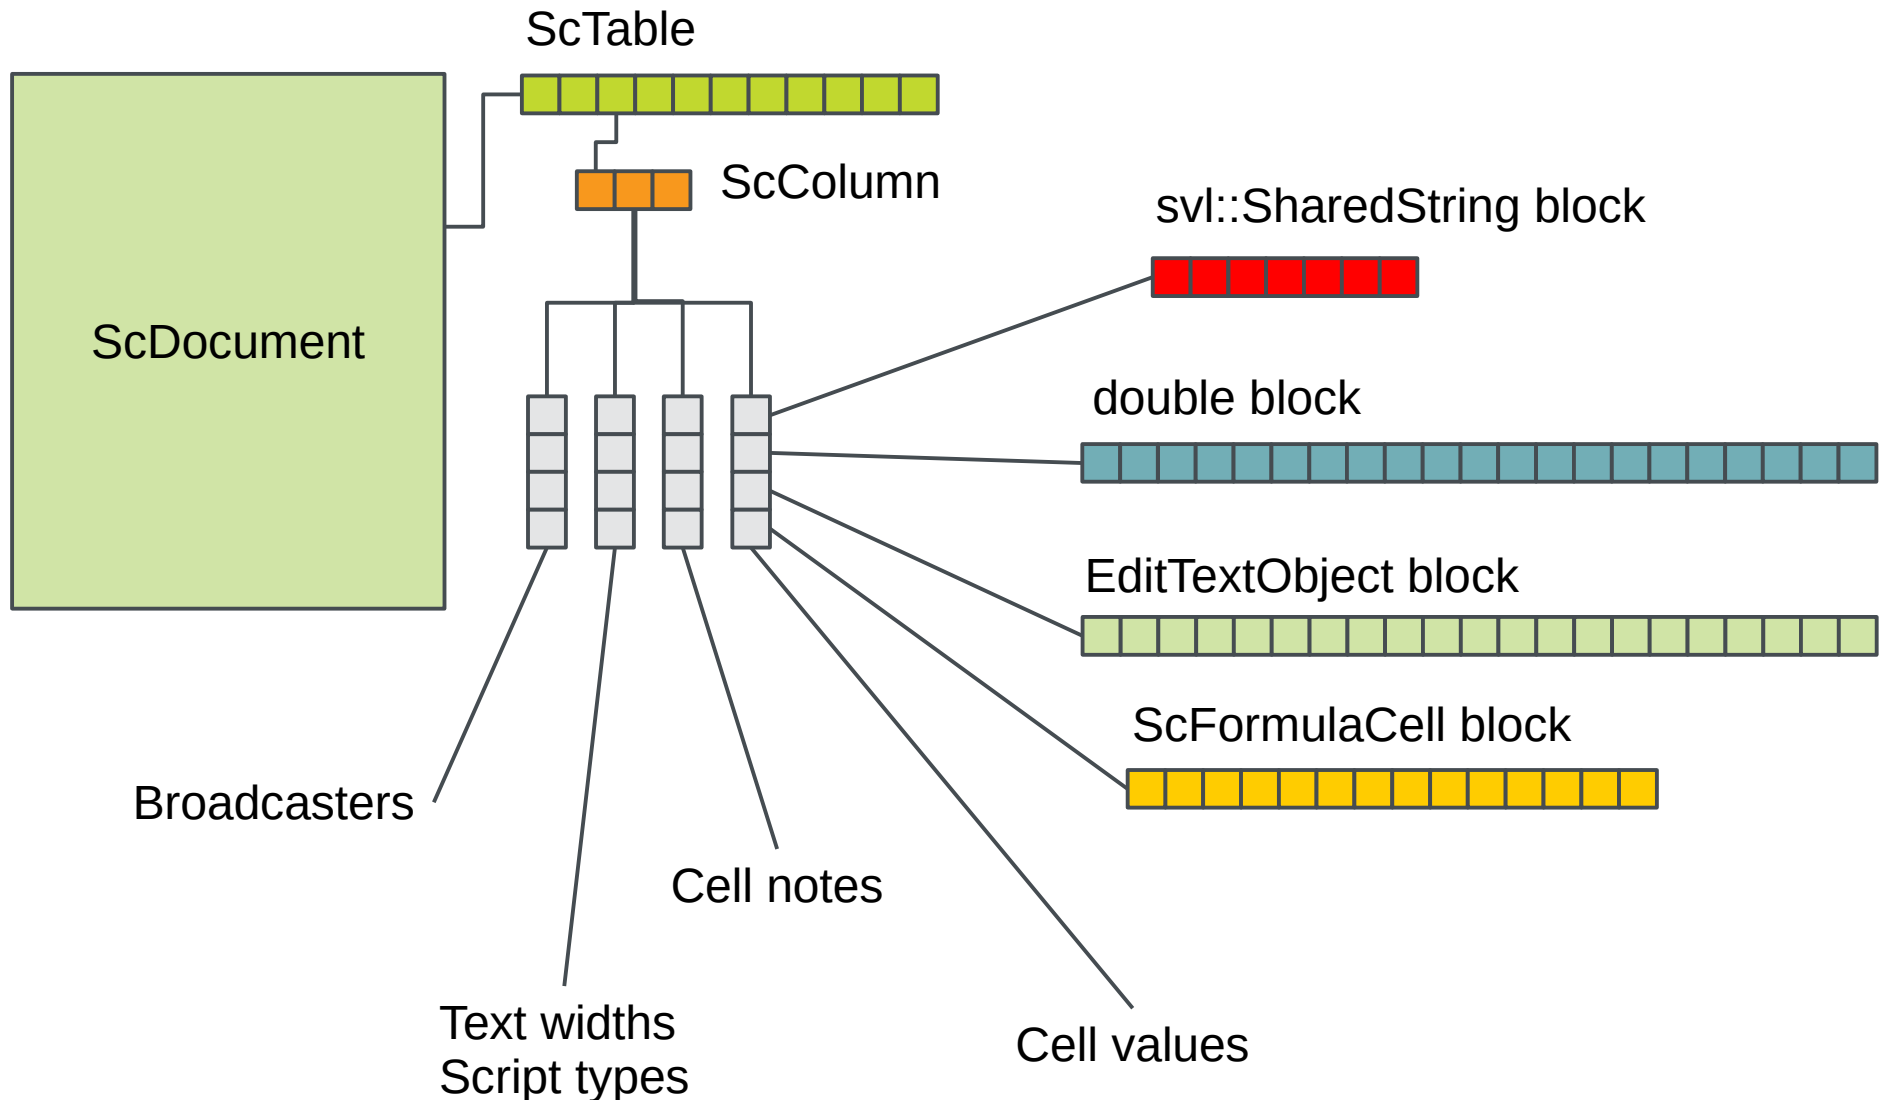 ScTable
ScColumn
svl::SharedString block
ScDocument
double block
EditTextObject block
ScFormulaCell block
Broadcasters
Cell notes
Text widths
Script types
Cell values